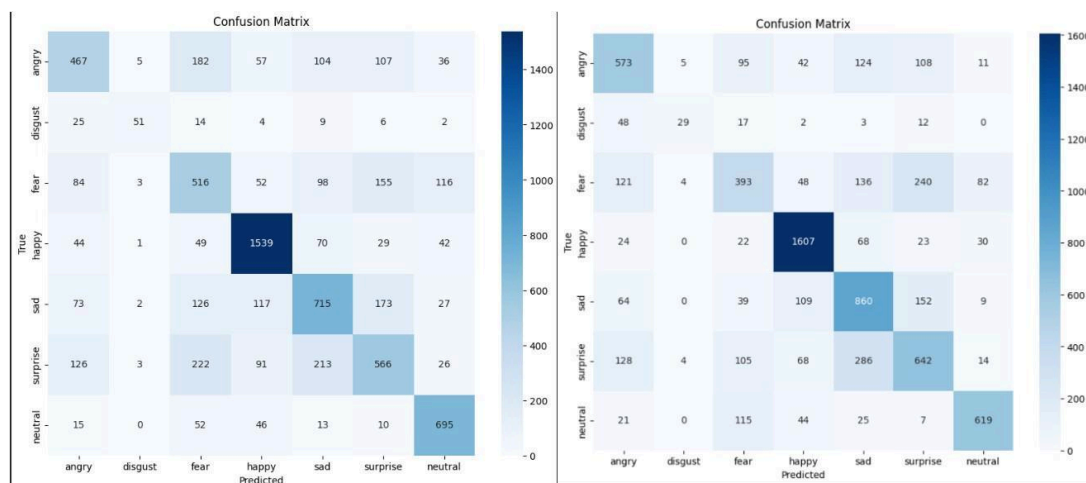 Confusion Matrix
angry 467 5 182 57 104 107 36
disgust 25 51 14 4 9 6 2
fear 84 3 516 52 98 155 116
happy 44 1 49 1539 70 29 42
sad 73 2 126 117 715 173 27
surprise 126 3 222 91 213 566 26
neutral 15 0 52 46 13 10 695
True
angry disgust fear happy sad surprise neutral
Predicted
1400
1200
1000
800
600
400
200
0
Confusion Matrix
angry 573 5 95 42 124 108 11
disgust 48 29 17 2 3 12 0
fear 121 4 393 48 136 240 82
happy 24 0 22 1607 68 23 30
sad 64 0 39 109 860 152 9
surprise 128 4 105 68 286 642 14
neutral 21 0 115 44 25 7 619
True
angry disgust fear happy sad surprise neutral
Predicted
1600
1400
1200
1000
800
600
400
200
0